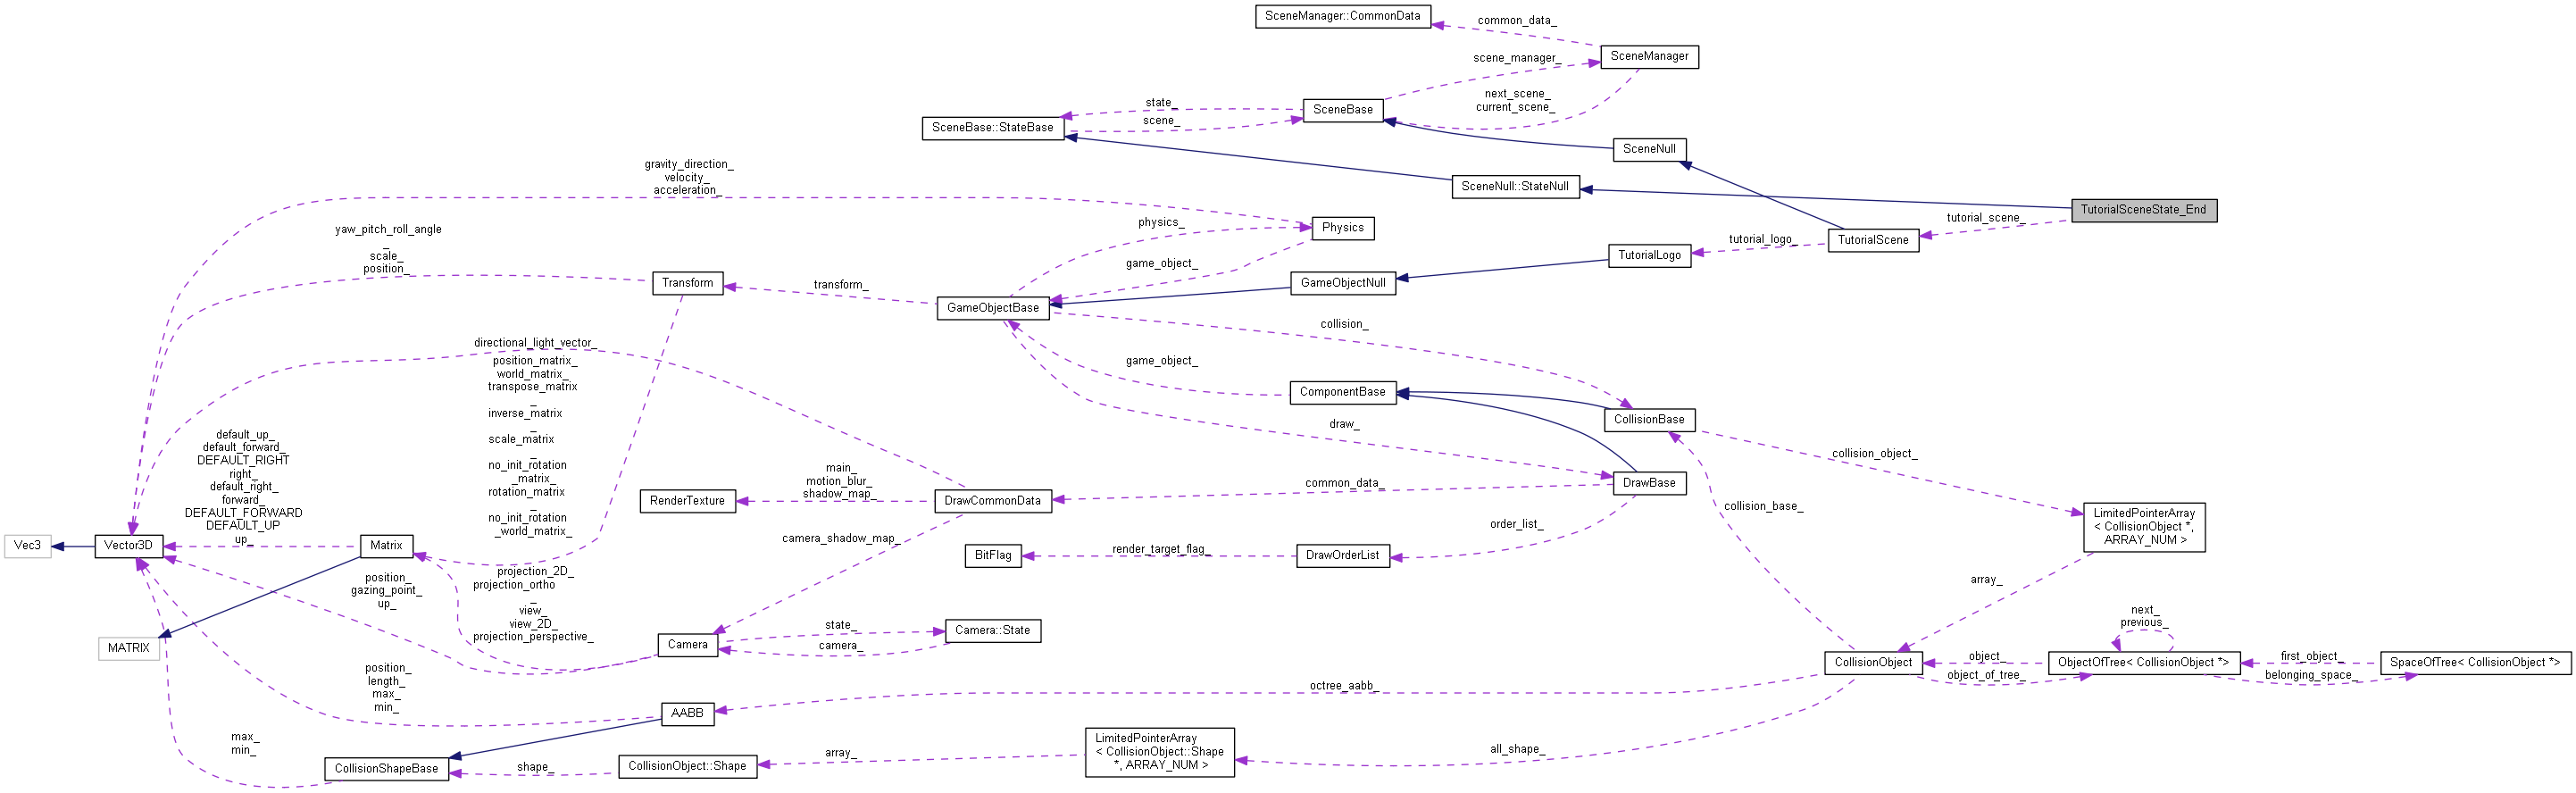 SceneManager::CommonData
common_data_
SceneManager
scene_manager_
next_scene_
current_scene_
state_
scene_
SceneBase
SceneBase::StateBase
SceneNull
SceneNull::StateNull
TutorialSceneState_End
tutorial_scene_
TutorialScene
tutorial_logo_
TutorialLogo
gravity_direction_
velocity_
acceleration_
physics_
Physics
game_object_
GameObjectNull
yaw_pitch_roll_angle
_
scale_
position_
Transform
transform_
GameObjectBase
collision_
directional_light_vector_
position_matrix_
world_matrix_
transpose_matrix
_
inverse_matrix
_
scale_matrix
_
no_init_rotation
_matrix_
rotation_matrix
_
no_init_rotation
_world_matrix_
game_object_
ComponentBase
CollisionBase
draw_
collision_object_
default_up_
default_forward_
DEFAULT_RIGHT
right_
default_right_
forward_
DEFAULT_FORWARD
DEFAULT_UP
up_
main_
motion_blur_
shadow_map_
RenderTexture
DrawCommonData
common_data_
DrawBase
collision_base_
LimitedPointerArray
< CollisionObject *,
ARRAY_NUM >
order_list_
camera_shadow_map_
BitFlag
render_target_flag_
DrawOrderList
Vec3
Vector3D
Matrix
array_
position_
gazing_point_
up_
projection_2D_
projection_ortho
_
view_
view_2D_
projection_perspective_
MATRIX
Camera
state_
camera_
Camera::State
next_
previous_
CollisionObject
object_
object_of_tree_
ObjectOfTree< CollisionObject *>
first_object_
belonging_space_
SpaceOfTree< CollisionObject *>
position_
length_
max_
min_
octree_aabb_
AABB
max_
min_
CollisionShapeBase
shape_
CollisionObject::Shape
array_
LimitedPointerArray
< CollisionObject::Shape
*, ARRAY_NUM >
all_shape_